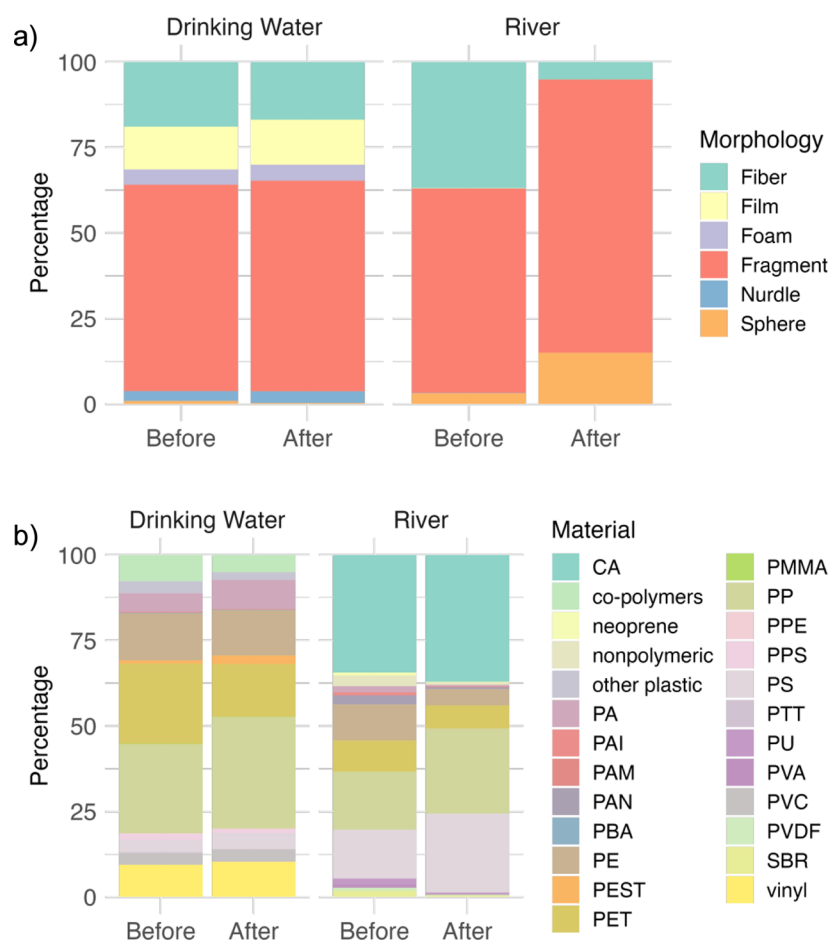 a)
Drinking Water
River
100
75
50
25
0
Percentage
Before
After
Before
After
Morphology
Fiber
Film
Foam
Fragment
Nurdle
Sphere
b)
Drinking Water
River
100
75
50
25
0
Percentage
Before
After
Before
After
Material
CA
co-polymers
neoprene
nonpolymeric
other plastic
PA
PAI
PAM
PAN
PBA
PE
PEST
PET
PMMA
PP
PPE
PPS
PS
PTT
PU
PVA
PVC
PVDF
SBR
vinyl